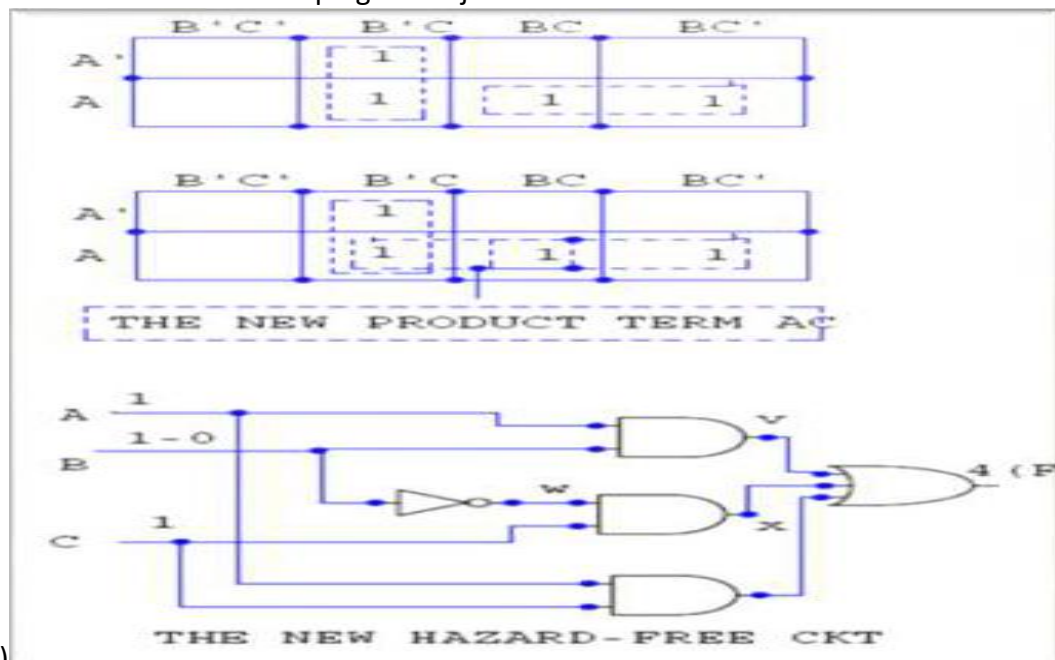 B'C' B'C BC BC'
A' 1
A 1 1 1
B'C' B'C BC BC'
A' 1
A 1 1 1
THE NEW PRODUCT TERM AC
A 1
B 1-0
C 1
V
W
X
4 (F
THE NEW HAZARD-FREE CKT
)